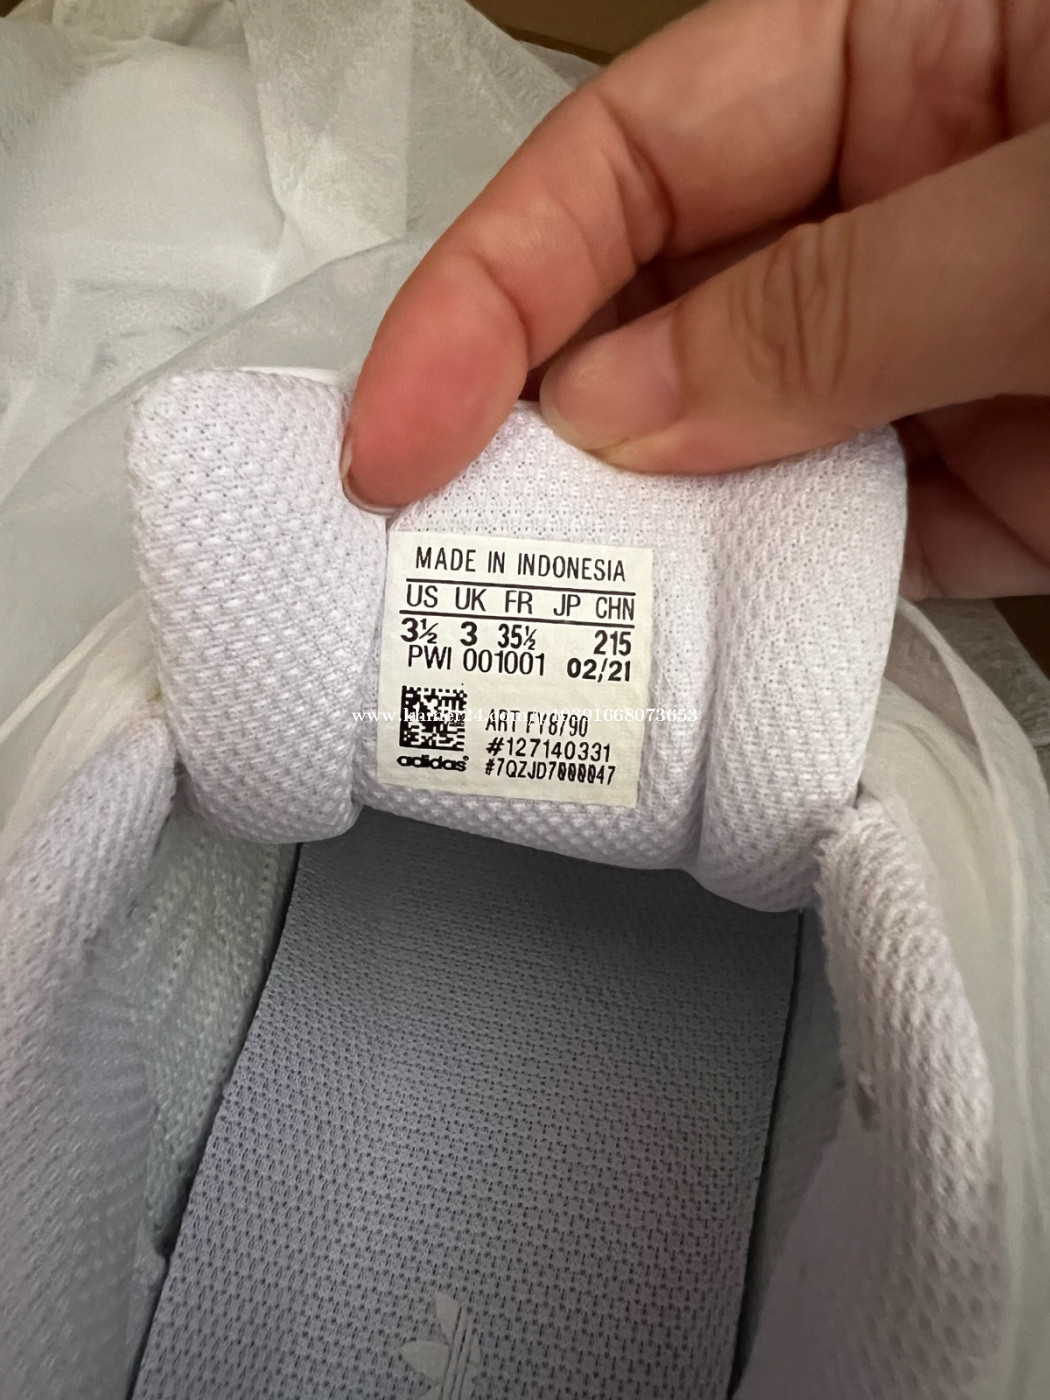 MADE IN INDONESIA
US UK FR JP CHN
3½ 3 35½ 215
PWI 001001 02/21
ART FY8790
#127140331
adidas #7QZJD7000047